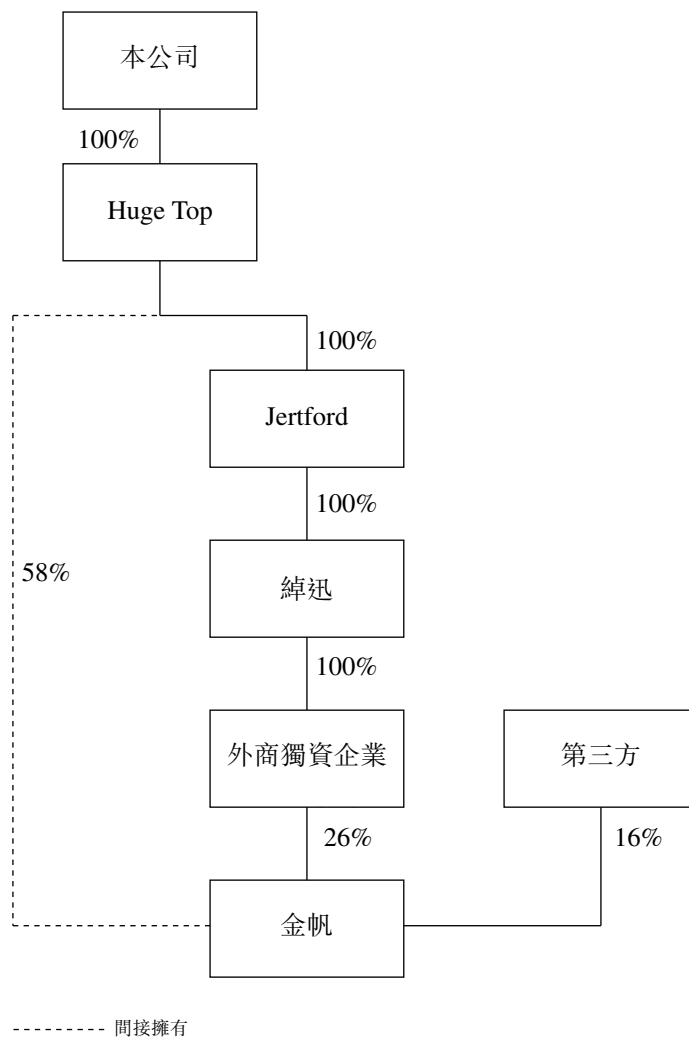 本公司
100%
Huge Top
100%
Jertford
100%
58%
綽迅
100%
外商獨資企業
第三方
26%
16%
金帆
間接擁有